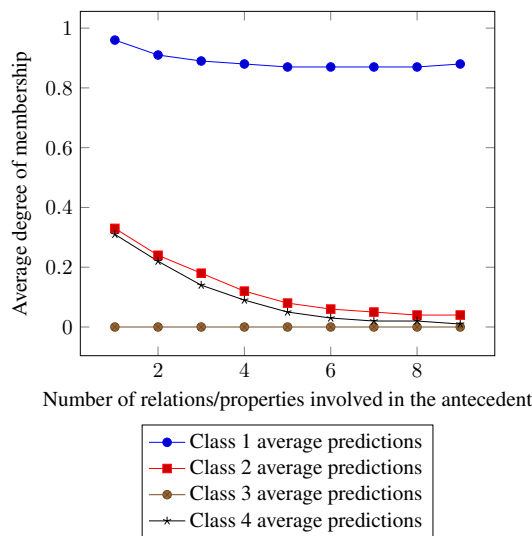 Average degree of membership
1
0.8
0.6
0.4
0.2
0
2 4 6 8
Number of relations/properties involved in the antecedent
Class 1 average predictions
Class 2 average predictions
Class 3 average predictions
Class 4 average predictions